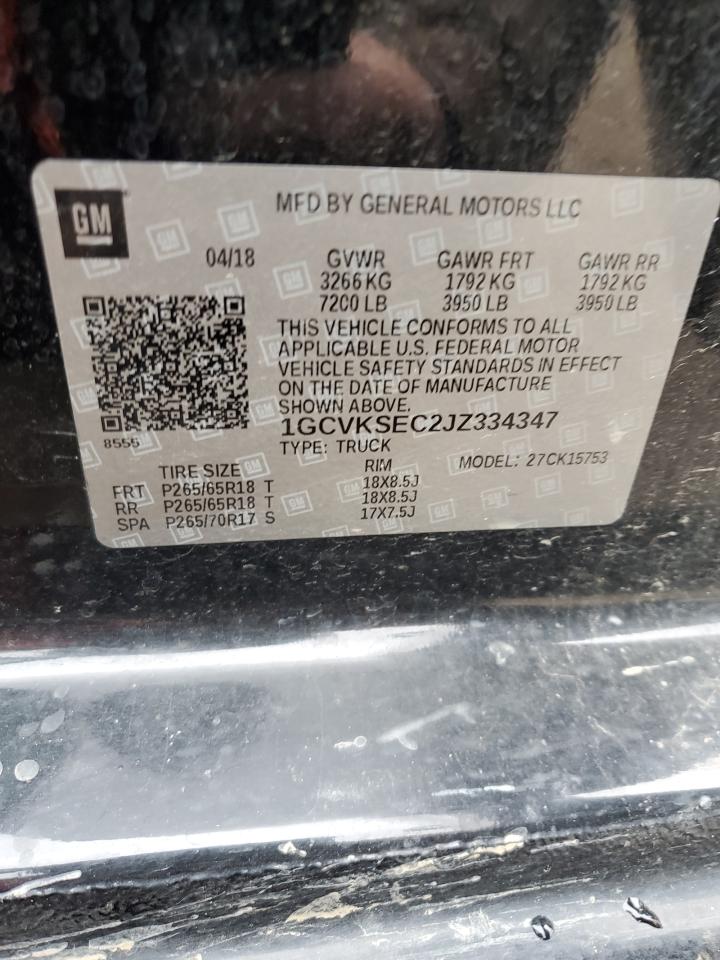 GM
MFD BY GENERAL MOTORS LLC
04/18 GVWR GAWR FRT GAWR RR
3266 KG 1792 KG 1792 KG
7200 LB 3950 LB 3950 LB
THIS VEHICLE CONFORMS TO ALL
APPLICABLE U.S. FEDERAL MOTOR
VEHICLE SAFETY STANDARDS IN EFFECT
ON THE DATE OF MANUFACTURE
SHOWN ABOVE.
1GCVKSEC2JZ334347
8555
TYPE: TRUCK
TIRE SIZE RIM MODEL: 27CK15753
FRT P265/65R18 T 18X8.5J
RR P265/65R18 T 18X8.5J
SPA P265/70R17 S 17X7.5J